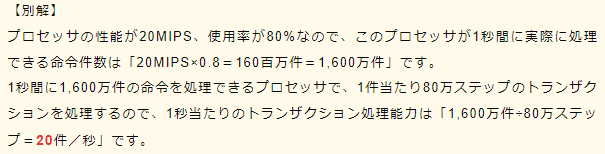 【別解】
プロセッサの性能が20MIPS、使用率が80%なので、このプロセッサが1秒間に実際に処理
できる命令件数は「20MIPS×0.8＝160百万件＝1,600万件」です。
1秒間に1,600万件の命令を処理できるプロセッサで、1件当たり80万ステップのトランザク
ションを処理するので、1秒当たりのトランザクション処理能力は「1,600万件÷80万ステッ
プ＝20件／秒」です。